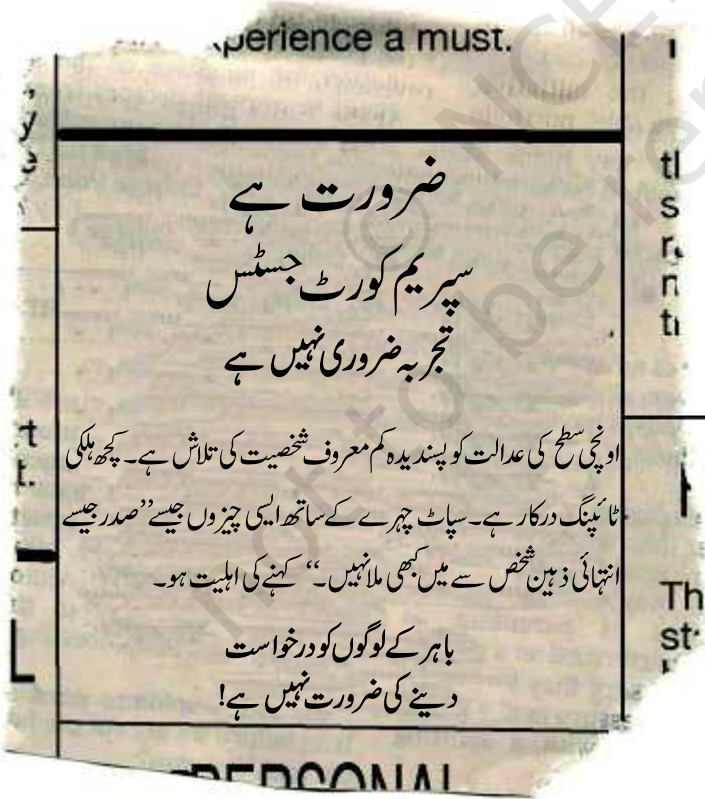 perience a must.
ضرورت ہے
سپریم کورٹ جسٹس
تجربہ ضروری نہیں ہے
اونچی سطح کی عدالت کو پسندیدہ کم معروف شخصیت کی تلاش ہے۔ کچھ ہلکی
ٹائپنگ درکار ہے۔ سپاٹ چہرے کے ساتھ ایسی چیزوں جیسے ”صدر جیسے
انتہائی ذہین شخص سے میں کبھی ملا نہیں۔“ کہنے کی اہلیت ہو۔
باہر کے لوگوں کو درخواست
دینے کی ضرورت نہیں ہے!
PERSONAL